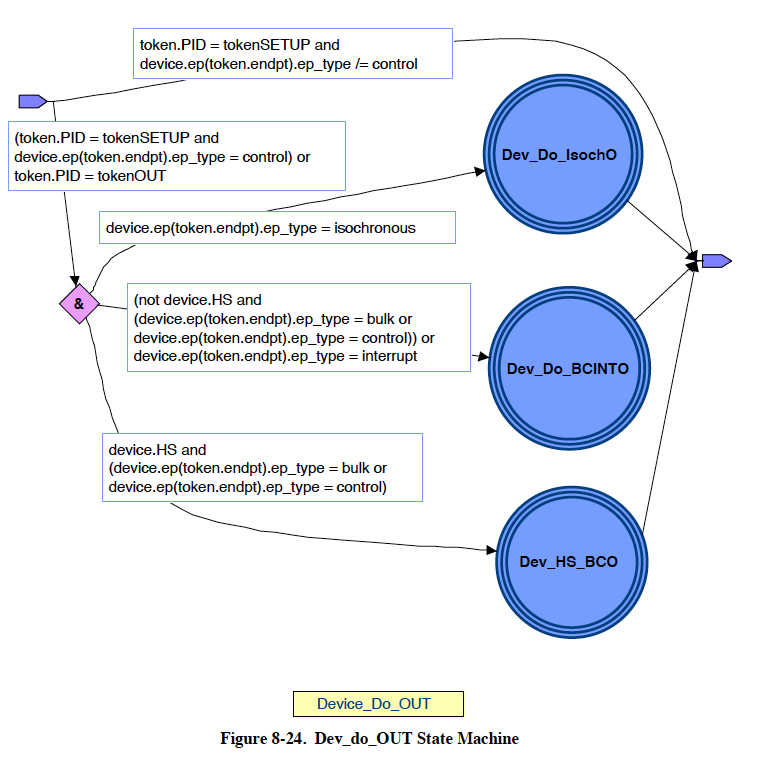 token.PID = tokenSETUP and
device.ep(token.endpt).ep_type /= control
(token.PID = tokenSETUP and
device.ep(token.endpt).ep_type = control) or
token.PID = tokenOUT
Dev_Do_IsochO
device.ep(token.endpt).ep_type = isochronous
&
(not device.HS and
(device.ep(token.endpt).ep_type = bulk or
device.ep(token.endpt).ep_type = control)) or
device.ep(token.endpt).ep_type = interrupt
Dev_Do_BCINTO
device.HS and
(device.ep(token.endpt).ep_type = bulk or
device.ep(token.endpt).ep_type = control)
Dev_HS_BCO
Device_Do_OUT
Figure 8-24. Dev_do_OUT State Machine